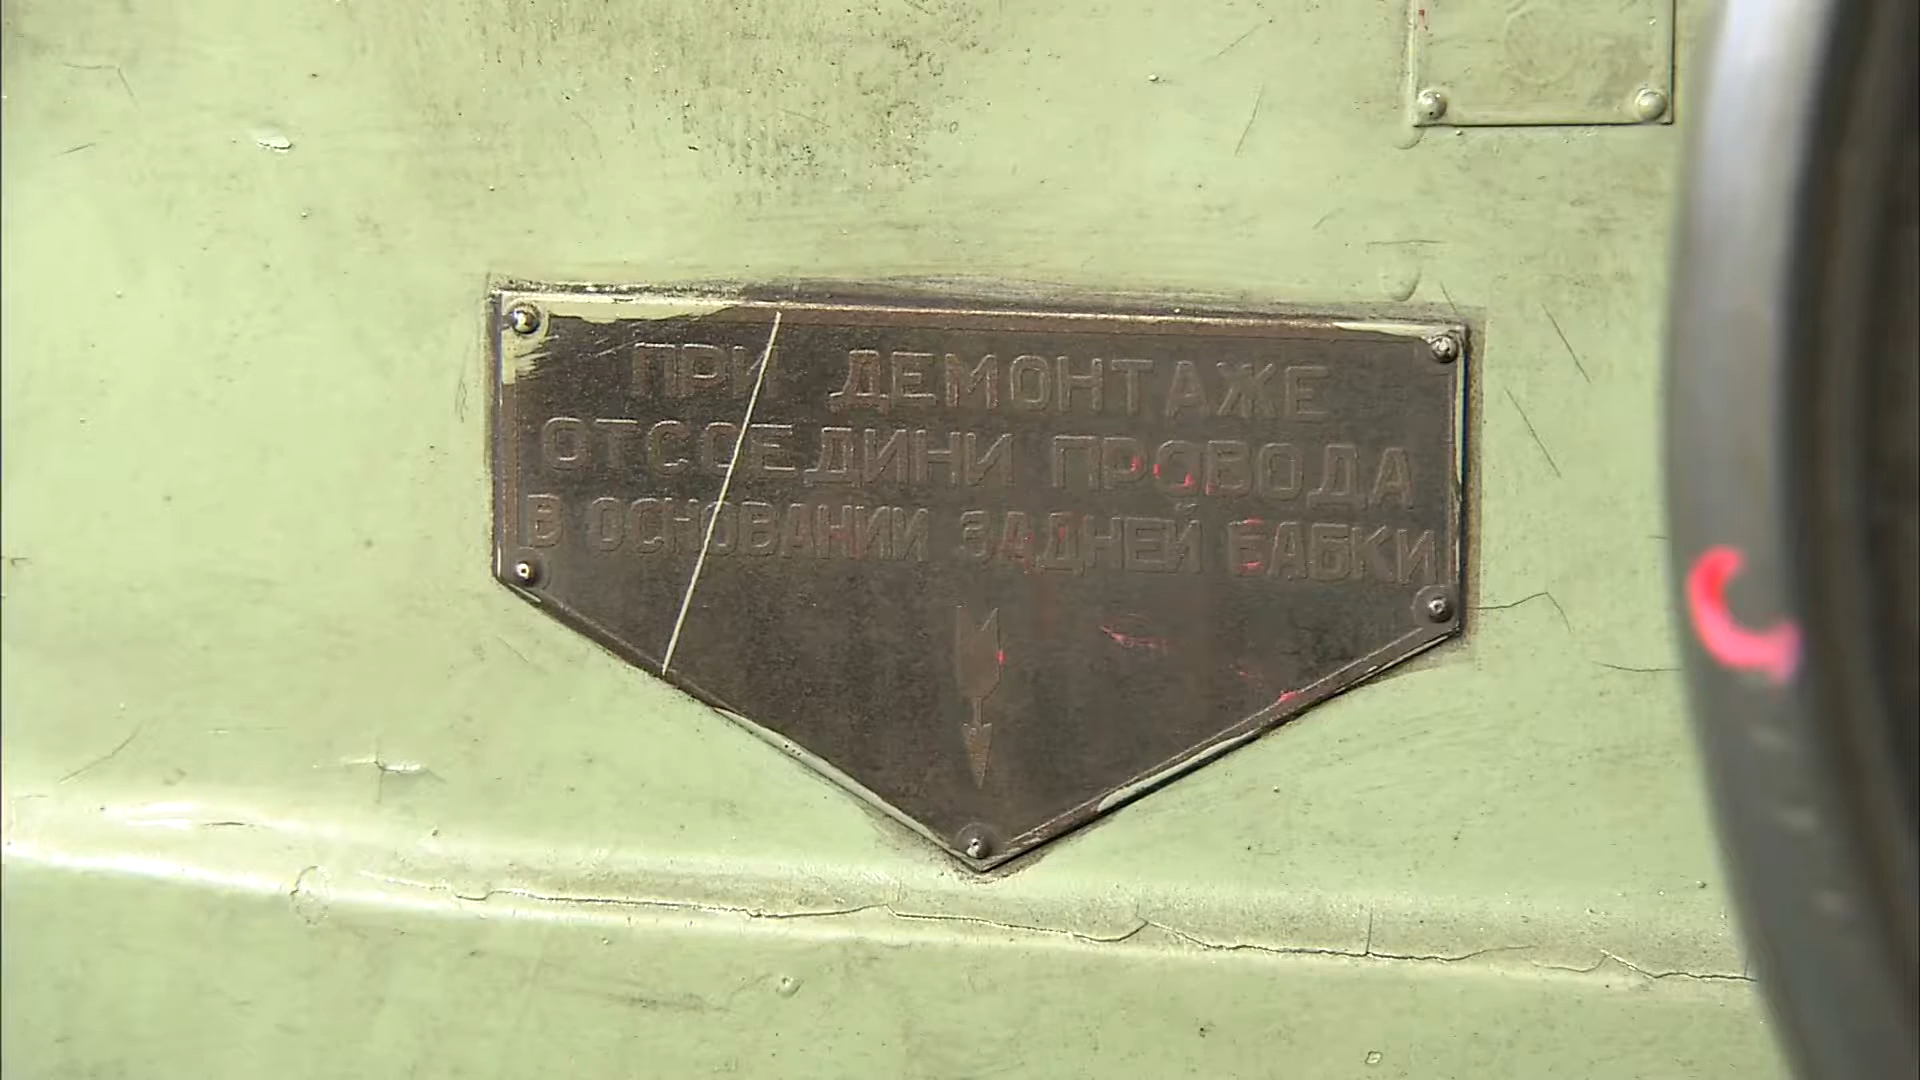 ПРИ ДЕМОНТАЖЕ
ОТСОЕДИНИ ПРОВОДА
В ОСНОВАНИИ ЗАДНЕЙ БАБКИ